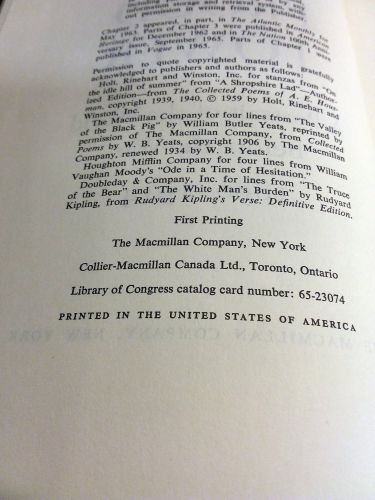 information storage and retrieval system, with-
out permission in writing from the Publisher.
Chapter 2 appeared, in part, in The Atlantic Monthly for
May 1963. Parts of Chapter 3 were published in American
Heritage for December 1962 and in The Nation 100th Anni-
versary issue, September 1965. Parts of Chapter
published in Vogue in 1965.
Permission to quote copyrighted material is gratefully
acknowledged to publishers and authors as follows:
Holt, Rinehart and Winston, Inc. for stanzas from "On
the idle hill of summer" from "A Shropshire Lad"—Author-
ized Edition—from The Collected Poems of A. E. Hous-
man, copyright 1939, 1940, © 1959 by Holt, Rinehart and
Winston, Inc.
The Macmillan Company for four lines from "The Valley
of the Black Pig" by William Butler Yeats, reprinted by
permission of The Macmillan Company, from Collected
Poems by W. B. Yeats, copyright 1906 by The Macmillan
Company, renewed 1934 by W. B. Yeats.
Houghton Mifflin Company for four lines from William
Vaughan Moody's "Ode in a Time of Hesitation."
Doubleday & Company, Inc. for lines from "The Truce
of the Bear" and "The White Man's Burden" by Rudyard
Kipling, from Rudyard Kipling's Verse: Definitive Edition.
First Printing
The Macmillan Company, New York
Collier-Macmillan Canada Ltd., Toronto, Ontario
Library of Congress catalog card number: 65-23074
PRINTED IN THE UNITED STATES OF AMERICA